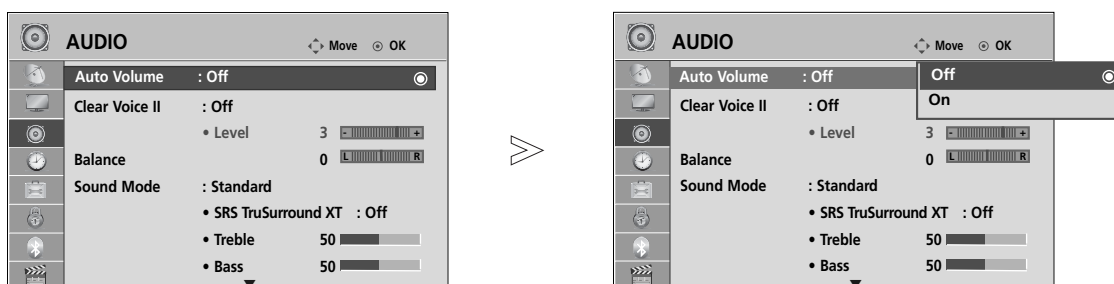 AUDIO Move OK
Auto Volume : Off
Clear Voice II : Off
• Level 3 - +
Balance 0 L R
Sound Mode : Standard
• SRS TruSurround XT : Off
• Treble 50
• Bass 50
>
AUDIO Move OK
Auto Volume : Off
Off
On
Clear Voice II : Off
• Level 3 - +
Balance 0 L R
Sound Mode : Standard
• SRS TruSurround XT : Off
• Treble 50
• Bass 50